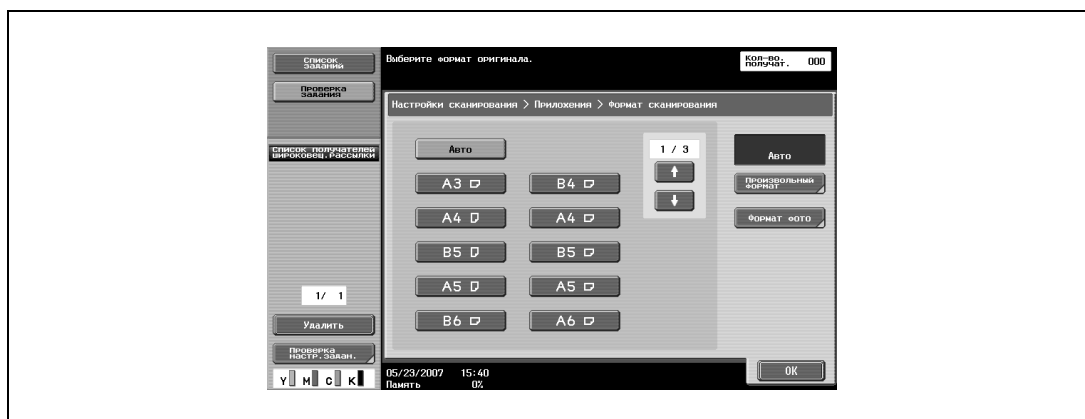 Список
заданий
Проверка
задания
Список получателей
широковещ.рассылки
1/ 1
Удалить
Проверка
настр.задан.
Y M C K
Выберите формат оригинала.
Кол-во.
получат. 000
Настройки сканирования > Приложения > Формат сканирования
Авто
A3 B4
A4 A4
B5 B5
A5 A5
B6 A6
1 / 3
↑
↓
Авто
Произвольный
формат
Формат фото
05/23/2007 15:40
Память 0%
OK